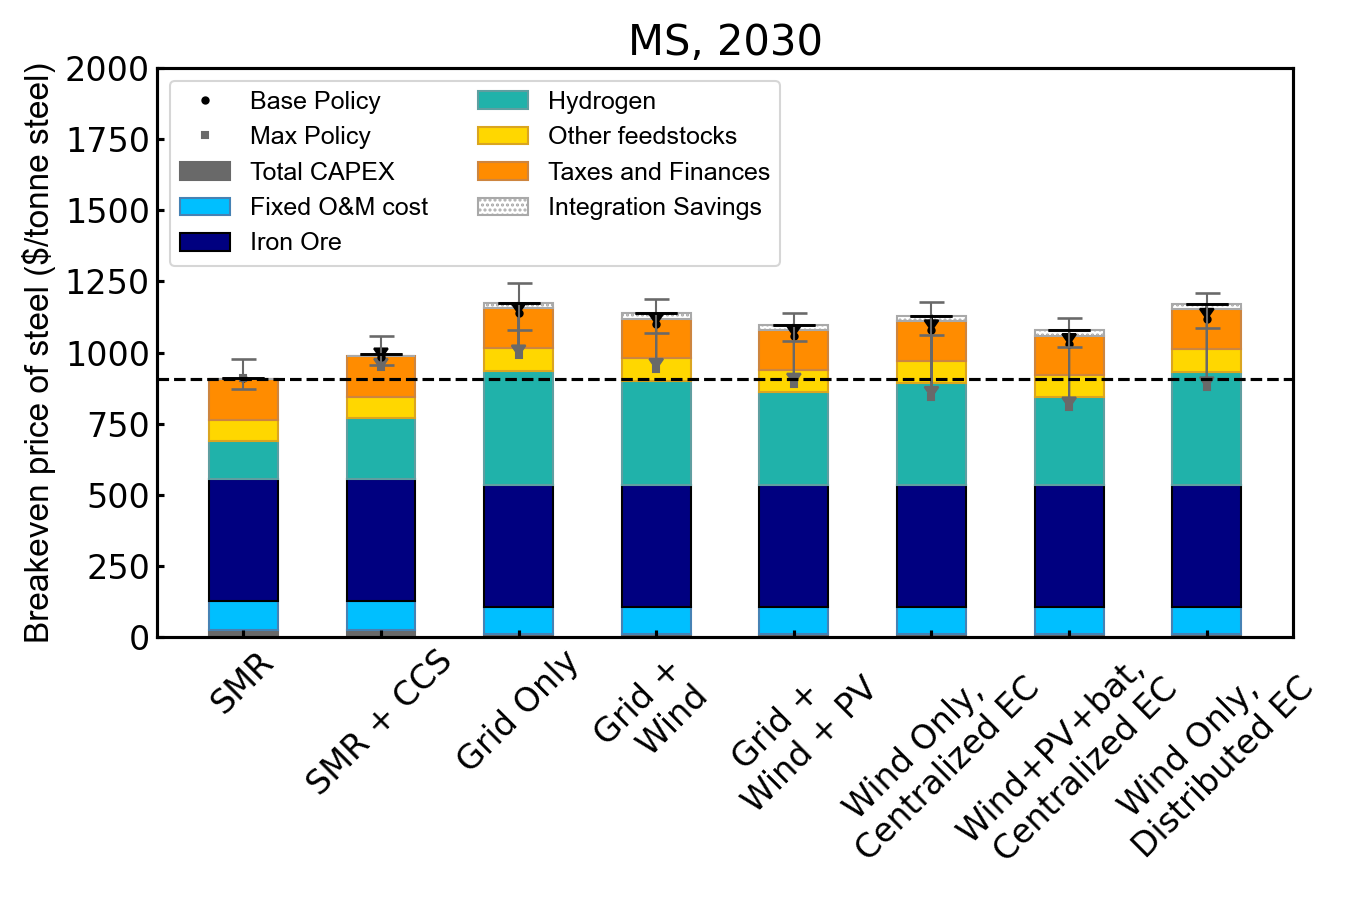 MS, 2030
Breakeven price of steel ($/tonne steel)
2000
1750
1500
1250
1000
750
500
250
0
Base Policy
Max Policy
Total CAPEX
Fixed O&M cost
Iron Ore
Hydrogen
Other feedstocks
Taxes and Finances
Integration Savings
SMR
SMR + CCS
Grid Only
Grid +
Wind
Grid +
Wind + PV
Wind Only,
Centralized EC
Wind+PV+bat,
Centralized EC
Wind Only,
Distributed EC